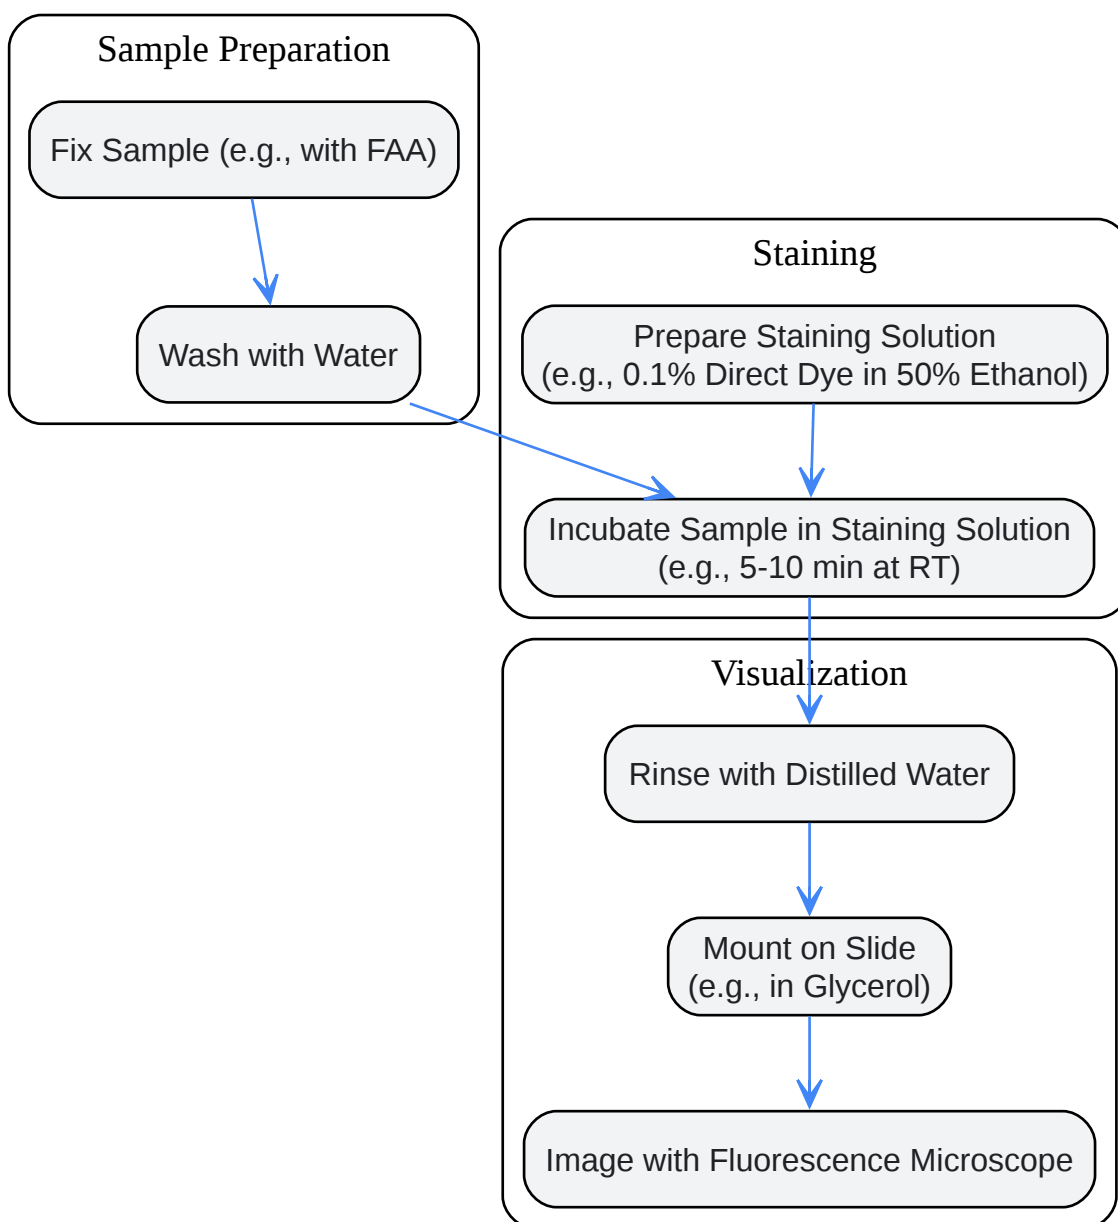 Sample Preparation
Fix Sample (e.g., with FAA)
Wash with Water
Staining
Prepare Staining Solution
(e.g., 0.1% Direct Dye in 50% Ethanol)
Incubate Sample in Staining Solution
(e.g., 5-10 min at RT)
Visualization
Rinse with Distilled Water
Mount on Slide
(e.g., in Glycerol)
Image with Fluorescence Microscope